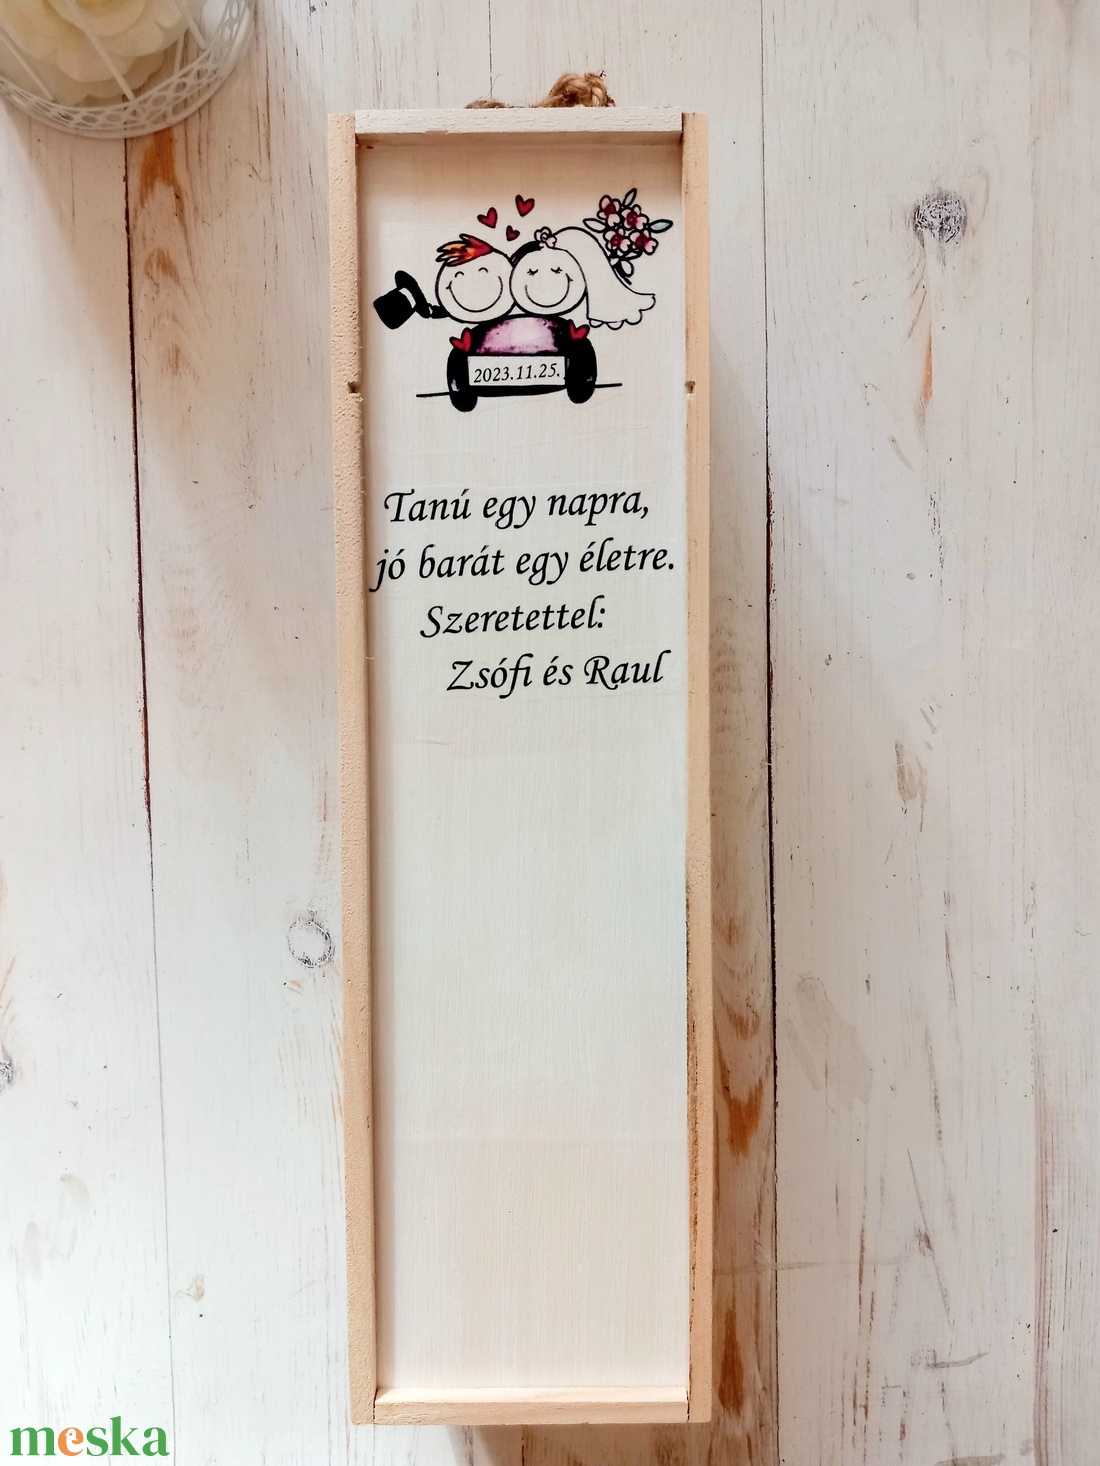 2023.11.25.
Tanú egy napra,
jó barát egy életre.
Szeretettel:
Zsófi és Raul
meska